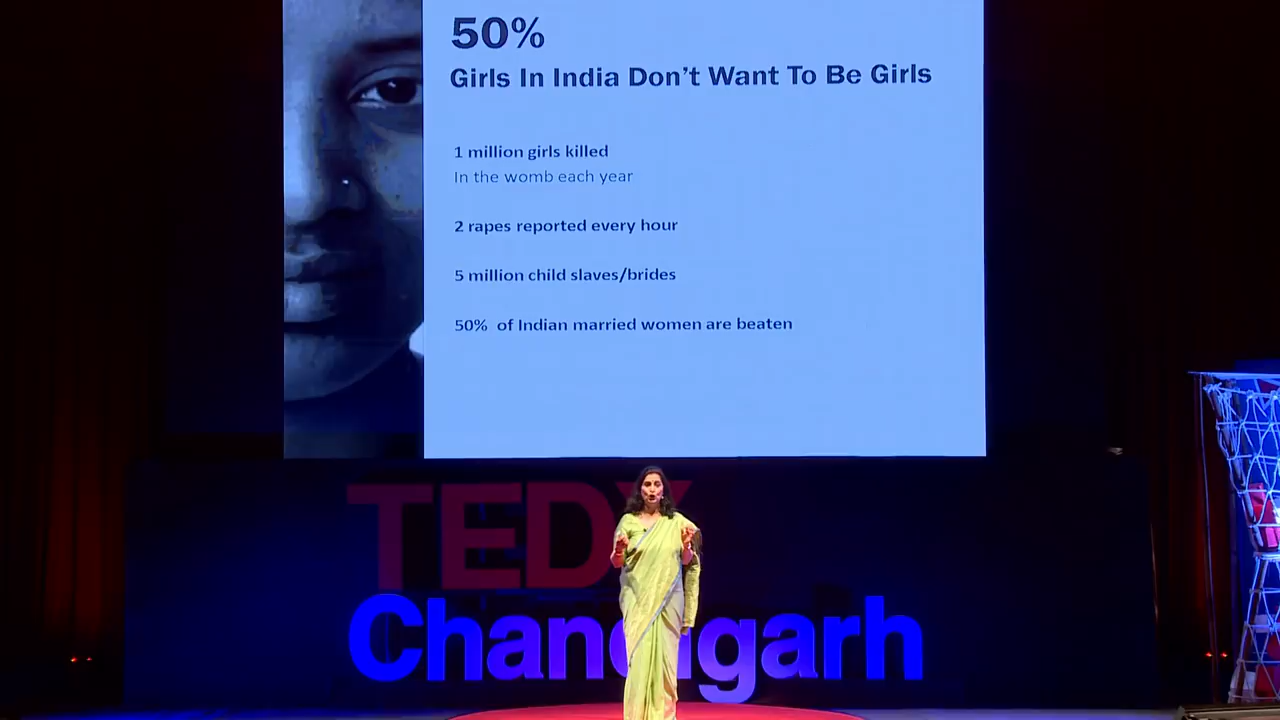 50%
Girls In India Don't Want To Be Girls
1 million girls killed
In the womb each year
2 rapes reported every hour
5 million child slaves/brides
50% of Indian married women are beaten
TEDx
Chandigarh